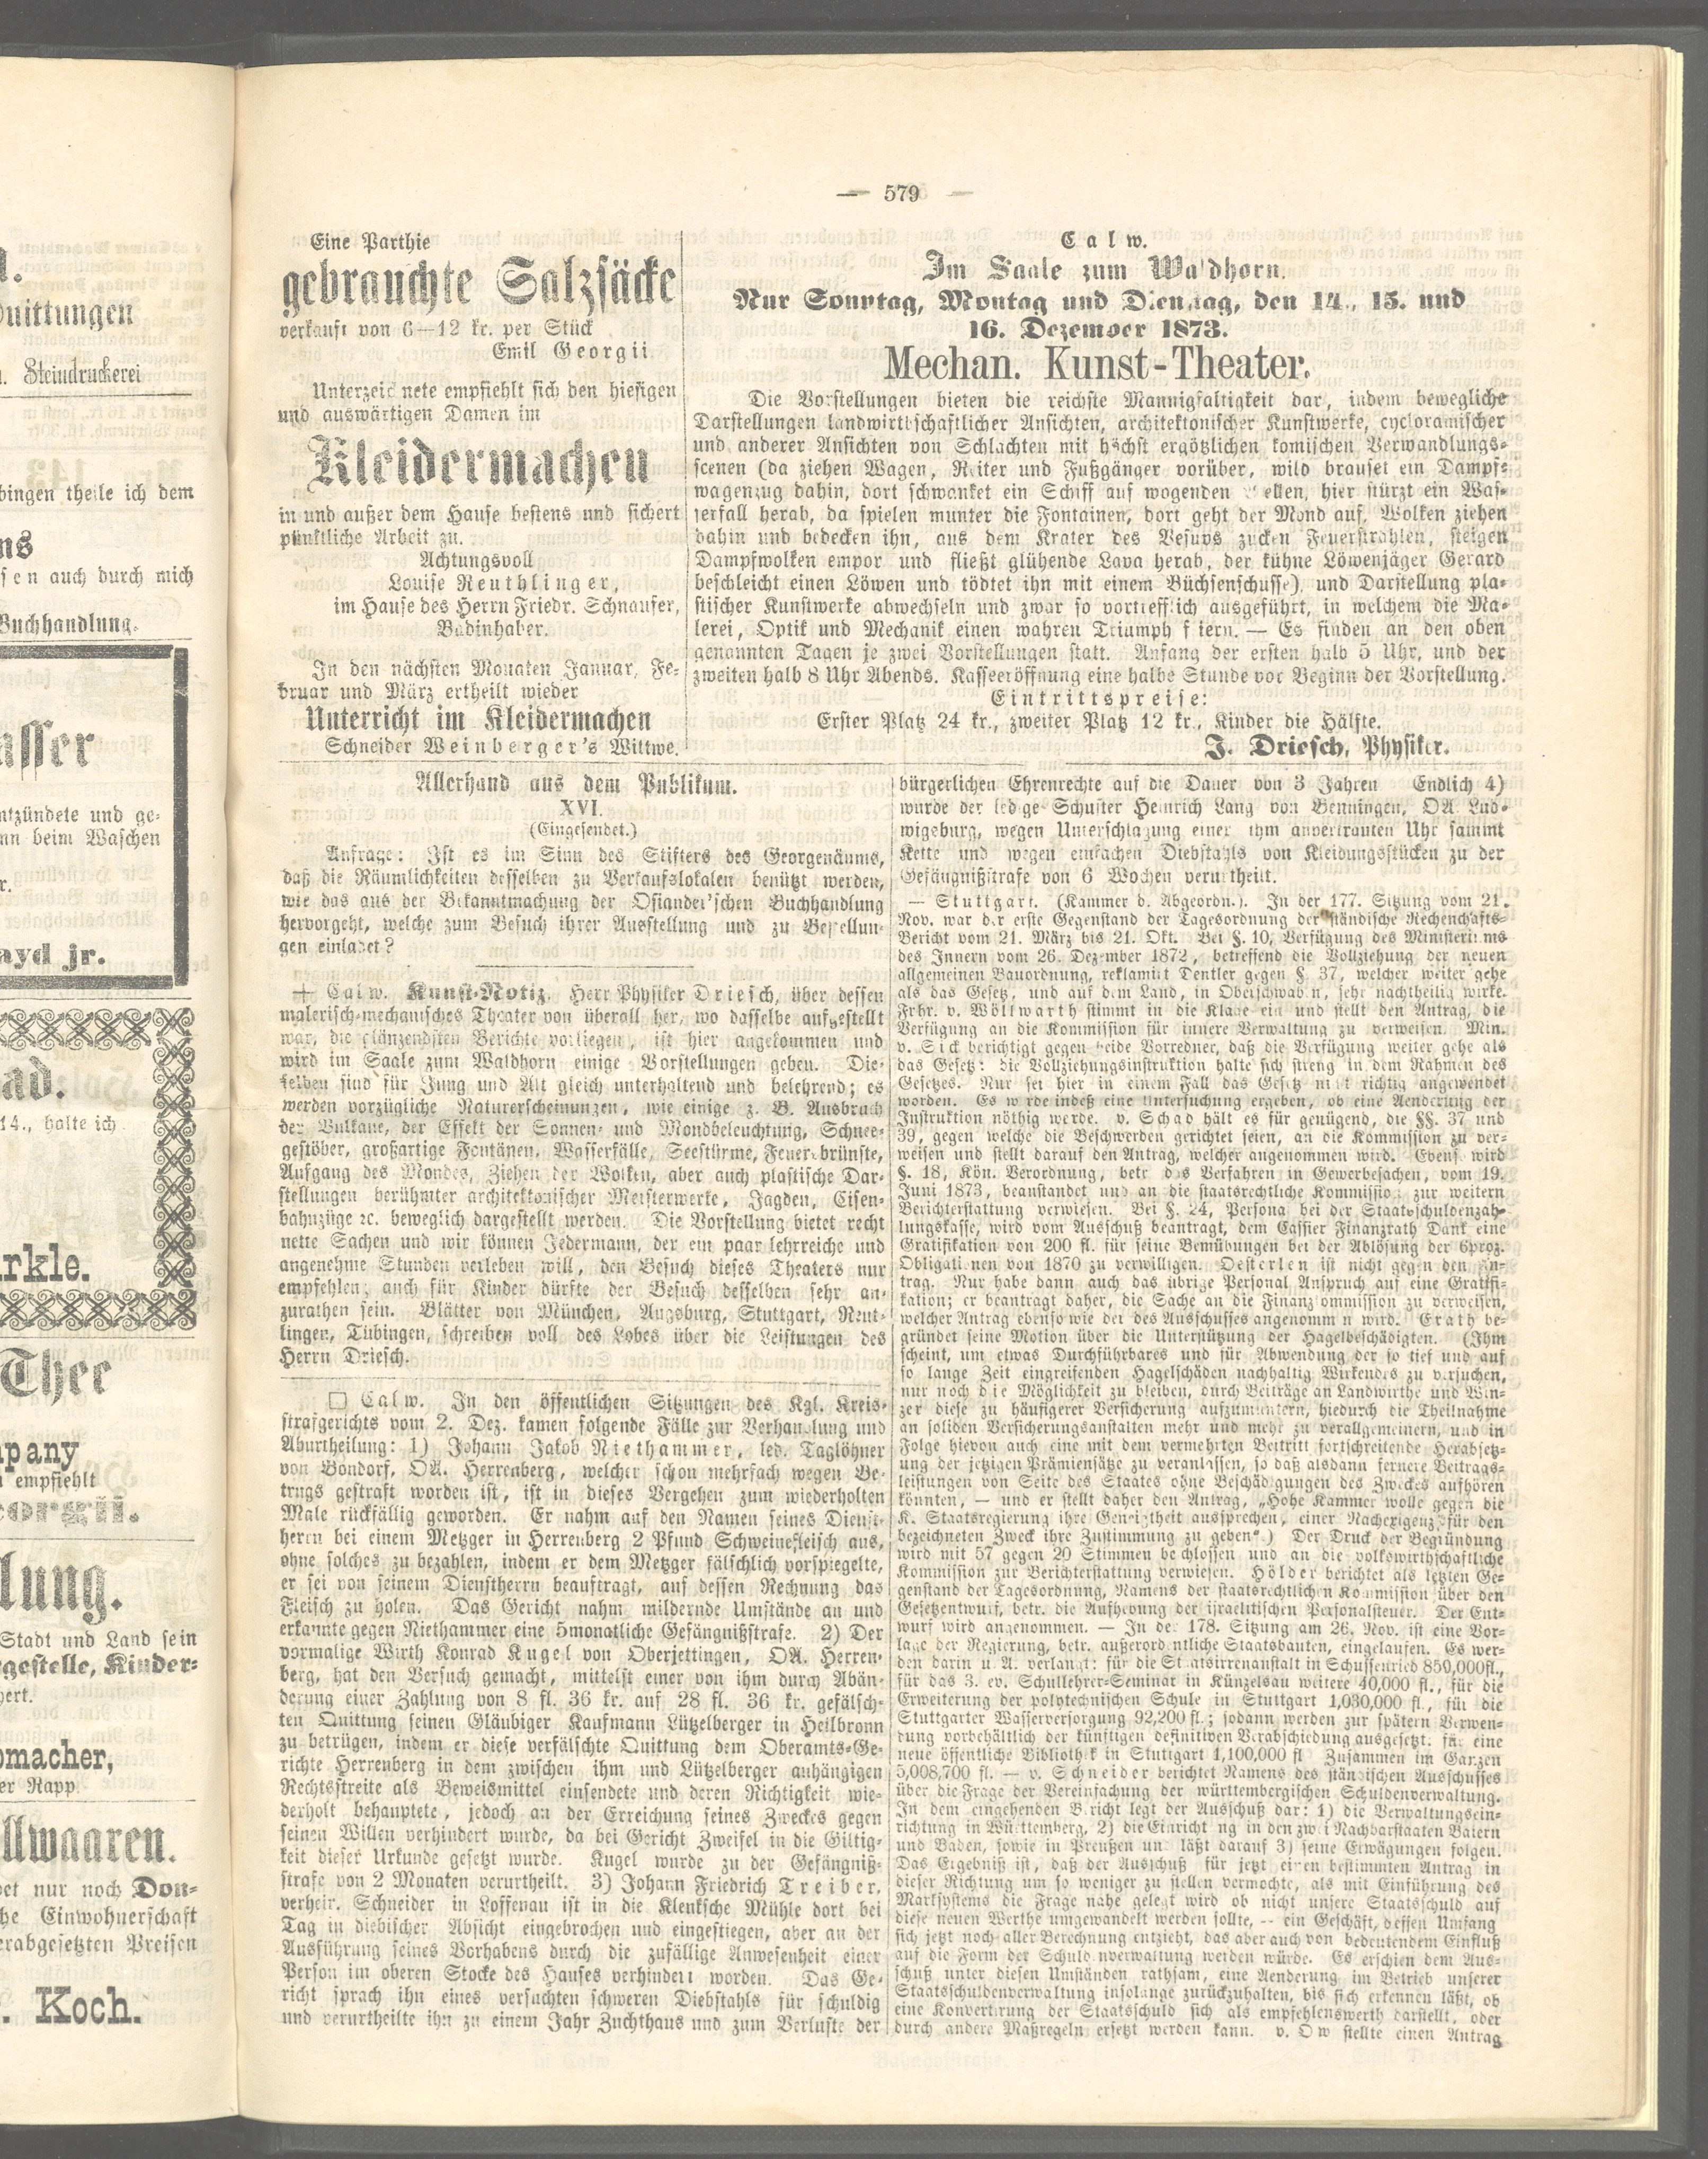 — 579 —
Eine Parthie
gebrauchte Salzsäcke
verkauft von 6—12 kr. per Stück
Emil Georgii.
Unterzeichnete empfiehlt sich den hiesigen
und auswärtigen Damen im
Kleidermachen
in und außer dem Hause bestens und sichert
pünktliche Arbeit zu.
Achtungsvoll
Louise Reuthlinger,
im Hause des Herrn Friedr. Schnaufer,
Badinhaber.
In den nächsten Monaten Januar, Fe-
bruar und März ertheilt wieder
Unterricht im Kleidermachen
Schneider Weinberger's Wittwe.
Calw.
Im Saale zum Waldhorn.
Nur Sonntag, Montag und Dienstag, den 14., 15. und
16. Dezember 1873.
Mechan. Kunst-Theater.
Die Vorstellungen bieten die reichste Mannigfaltigkeit dar, indem bewegliche
Darstellungen landwirthschaftlicher Ansichten, architektonischer Kunstwerke, cycloramischer
und anderer Ansichten von Schlachten mit höchst ergötzlichen komischen Verwandlungs-
scenen (da ziehen Wagen, Reiter und Fußgänger vorüber, wild brauset ein Dampf-
wagenzug dahin, dort schwanket ein Schiff auf wogenden Wellen, hier stürzt ein Was-
serfall herab, da spielen munter die Fontainen, dort geht der Mond auf, Wolken ziehen
dahin und bedecken ihn, aus dem Krater des Vesuvs zucken Feuerstrahlen, steigen
Dampfwolken empor und fließt glühende Lava herab, der kühne Löwenjäger Gerard
beschleicht einen Löwen und tödtet ihn mit einem Büchsenschusse), und Darstellung pla-
stischer Kunstwerke abwechseln und zwar so vortrefflich ausgeführt, in welchem die Ma-
lerei, Optik und Mechanik einen wahren Triumph feiern. — Es finden an den oben
genannten Tagen je zwei Vorstellungen statt. Anfang der ersten halb 5 Uhr, und der
zweiten halb 8 Uhr Abends. Kasseeröffnung eine halbe Stunde vor Beginn der Vorstellung.
Eintrittspreise:
Erster Platz 24 kr., zweiter Platz 12 kr., Kinder die Hälfte.
J. Driesch, Physiker.
Allerhand aus dem Publikum.
XVI.
(Eingesendet.)
Anfrage: Ist es im Sinn des Stifters des Georgenäums,
daß die Räumlichkeiten desselben zu Verkaufslokalen benützt werden,
wie das aus der Bekanntmachung der Osiander'schen Buchhandlung
hervorgeht, welche zum Besuch ihrer Ausstellung und zu Bestellun-
gen einladet?
+ Calw. Kunst-Notiz. Herr Physiker Driesch, über dessen
malerisch-mechanisches Theater von überall her, wo dasselbe aufgestellt
war, die glänzendsten Berichte vorliegen, ist hier angekommen und
wird im Saale zum Waldhorn einige Vorstellungen geben. Die-
selben sind für Jung und Alt gleich unterhaltend und belehrend; es
werden vorzügliche Naturerscheinungen, wie einige z. B. Ausbruch
der Vulkane, der Effekt der Sonnen- und Mondbeleuchtung, Schnee-
gestöber, großartige Fontänen, Wasserfälle, Seestürme, Feuersbrünste,
Aufgang des Mondes, Ziehen der Wolken, aber auch plastische Dar-
stellungen berühmter architektonischer Meisterwerke, Jagden, Eisen-
bahnzüge ꝛc. beweglich dargestellt werden. Die Vorstellung bietet recht
nette Sachen und wir können Jedermann, der ein paar lehrreiche und
angenehme Stunden verleben will, den Besuch dieses Theaters nur
empfehlen; auch für Kinder dürfte der Besuch desselben sehr an-
zurathen sein. Blätter von München, Augsburg, Stuttgart, Reut-
lingen, Tübingen, schreiben voll des Lobes über die Leistungen des
Herrn Driesch.
□ Calw. In den öffentlichen Sitzungen des Kgl. Kreis-
strafgerichts vom 2. Dez. kamen folgende Fälle zur Verhandlung und
Aburtheilung: 1) Johann Jakob Niethammer, led. Taglöhner
von Bondorf, OA. Herrenberg, welcher schon mehrfach wegen Be-
trugs gestraft worden ist, ist in dieses Vergehen zum wiederholten
Male rückfällig geworden. Er nahm auf den Namen seines Dienst-
herrn bei einem Metzger in Herrenberg 2 Pfund Schweinefleisch aus,
ohne solches zu bezahlen, indem er dem Metzger fälschlich vorspiegelte,
er sei von seinem Dienstherrn beauftragt, auf dessen Rechnung das
Fleisch zu holen. Das Gericht nahm mildernde Umstände an und
erkannte gegen Niethammer eine 5monatliche Gefängnißstrafe. 2) Der
vormalige Wirth Konrad Kugel von Oberjettingen, OA. Herren-
berg, hat den Versuch gemacht, mittelst einer von ihm durch Abän-
derung einer Zahlung von 8 fl. 36 kr. auf 28 fl. 36 kr. gefälsch-
ten Quittung seinen Gläubiger Kaufmann Lützelberger in Heilbronn
zu betrügen, indem er diese verfälschte Quittung dem Oberamts-Ge-
richte Herrenberg in dem zwischen ihm und Lützelberger anhängigen
Rechtsstreite als Beweismittel einsendete und deren Richtigkeit wie-
derholt behauptete, jedoch an der Erreichung seines Zweckes gegen
seinen Willen verhindert wurde, da bei Gericht Zweifel in die Giltig-
keit dieser Urkunde gesetzt wurde. Kugel wurde zu der Gefängniß-
strafe von 2 Monaten verurtheilt. 3) Johann Friedrich Treiber,
verheir. Schneider in Loffenau ist in die Klenksche Mühle dort bei
Tag in diebischer Absicht eingebrochen und eingestiegen, aber an der
Ausführung seines Vorhabens durch die zufällige Anwesenheit einer
Person im oberen Stocke des Hauses verhindert worden. Das Ge-
richt sprach ihn eines versuchten schweren Diebstahls für schuldig
und verurtheilte ihn zu einem Jahr Zuchthaus und zum Verluste der
bürgerlichen Ehrenrechte auf die Dauer von 3 Jahren Endlich 4)
wurde der ledige Schuster Heinrich Lang von Benningen, OA. Lud-
wigsburg, wegen Unterschlagung einer ihm anvertrauten Uhr sammt
Kette und wegen einfachen Diebstahls von Kleidungsstücken zu der
Gefängnißstrafe von 6 Wochen verurtheilt.
— Stuttgart. (Kammer d. Abgeordn.). In der 177. Sitzung vom 21.
Nov. war der erste Gegenstand der Tagesordnung der ständische Rechenschafts-
Bericht vom 21. März bis 21. Okt. Bei §. 10, Verfügung des Ministeriums
des Innern vom 26. Dezember 1872, betreffend die Vollziehung der neuen
allgemeinen Bauordnung, reklamirt Dentler gegen §. 37, welcher weiter gehe
als das Gesetz, und auf dem Land, in Oberschwaben, sehr nachtheilig wirke.
Frhr. v. Wöllwarth stimmt in die Klage ein und stellt den Antrag, die
Verfügung an die Kommission für innere Verwaltung zu verweisen. Min.
v. Sick berichtigt gegen beide Vorredner, daß die Verfügung weiter gehe als
das Gesetz: die Vollziehungsinstruktion halte sich streng in dem Rahmen des
Gesetzes. Nur sei hier in einem Fall das Gesetz nicht richtig angewendet
worden. Es werde indeß eine Untersuchung ergeben, ob eine Aenderung der
Instruktion nöthig werde. v. Schad hält es für genügend, die §§. 37 und
39, gegen welche die Beschwerden gerichtet seien, an die Kommission zu ver-
weisen und stellt darauf den Antrag, welcher angenommen wird. Ebenso wird
§. 18, Kön. Verordnung, betr. das Verfahren in Gewerbesachen, vom 19.
Juni 1873, beanstandet und an die staatsrechtliche Kommission zur weitern
Berichterstattung verwiesen. Bei §. 24, Persona bei der Staatsschuldenzah-
lungskasse, wird vom Ausschuß beantragt, dem Cassier Finanzrath Dank eine
Gratifikation von 200 fl. für seine Bemühungen bei der Ablösung der 6proz.
Obligationen von 1870 zu verwilligen. Oesterlen ist nicht gegen den An-
trag. Nur habe dann auch das übrige Personal Anspruch auf eine Gratifi-
kation; er beantragt daher, die Sache an die Finanzkommission zu verweisen,
welcher Antrag ebenso wie der des Ausschusses angenommen wird. Erath be-
gründet seine Motion über die Unterstützung der Hagelbeschädigten. (Ihm
scheint, um etwas Durchführbares und für Abwendung der so tief und auf
so lange Zeit eingreifenden Hagelschäden nachhaltig Wirkendes zu versuchen,
nur noch die Möglichkeit zu bleiben, durch Beiträge an Landwirthe und Win-
zer diese zu häufigerer Versicherung aufzumuntern, hiedurch die Theilnahme
an soliden Versicherungsanstalten mehr und mehr zu verallgemeinern, und in
Folge hievon auch eine mit dem vermehrten Beitritt fortschreitende Herabsetz-
ung der jetzigen Prämiensätze zu veranlassen, so daß alsdann fernere Beitrags-
leistungen von Seite des Staates ohne Beschädigungen des Zweckes aufhören
könnten, — und er stellt daher den Antrag, „Hohe Kammer wolle gegen die
K. Staatsregierung ihre Geneigtheit aussprechen, einer Nachexigenz für den
bezeichneten Zweck ihre Zustimmung zu geben“.) Der Druck der Begründung
wird mit 57 gegen 20 Stimmen beschlossen und an die volkswirthschaftliche
Kommission zur Berichterstattung verwiesen. Hölder berichtet als letzten Ge-
genstand der Tagesordnung, Namens der staatsrechtlichen Kommission über den
Gesetzentwurf, betr. die Aufhebung der israelitischen Personalsteuer. Der Ent-
wurf wird angenommen. — In der 178. Sitzung am 26. Nov. ist eine Vor-
lage der Regierung, betr. außerordentliche Staatsbauten, eingelaufen. Es wer-
den darin u. A. verlangt: für die Staatsirrenanstalt in Schussenried 859,000fl.,
für das 3. ev. Schullehrer-Seminar in Künzelsau weitere 40,000 fl., für die
Erweiterung der polytechnischen Schule in Stuttgart 1,030,000 fl., für die
Stuttgarter Wasserversorgung 92,200 fl.; sodann werden zur spätern Verwen-
dung vorbehältlich der künftigen definitiven Verabschiedung ausgesetzt: für eine
neue öffentliche Bibliothek in Stuttgart 1,100,000 fl Zusammen im Ganzen
5,008,700 fl. — v. Schneider berichtet Namens des ständischen Ausschusses
über die Frage der Vereinfachung der württembergischen Schuldenverwaltung.
In dem eingehenden Bericht legt der Ausschuß dar: 1) die Verwaltungsein-
richtung in Württemberg, 2) die Einrichtung in den zwei Nachbarstaaten Baiern
und Baden, sowie in Preußen und läßt darauf 3) seine Erwägungen folgen.
Das Ergebniß ist, daß der Ausschuß für jetzt einen bestimmten Antrag in
dieser Richtung um so weniger zu stellen vermochte, als mit Einführung des
Marksystems die Frage nahe gelegt wird ob nicht unsere Staatsschuld auf
diese neuen Werthe umgewandelt werden sollte, -- ein Geschäft, dessen Umfang
sich jetzt noch aller Berechnung entzieht, das aber auch von bedeutendem Einfluß
auf die Form der Schuldenverwaltung werden würde. Es erschien dem Aus-
schuß unter diesen Umständen rathsam, eine Aenderung im Betrieb unserer
Staatsschuldenverwaltung insolange zurückzuhalten, bis sich erkennen läßt, ob
eine Konvertirung der Staatsschuld sich als empfehlenswerth darstellt, oder
durch andere Maßregeln ersetzt werden kann. v. Ow stellte einen Antrag
Quittungen
Steindruckerei
bingen theile ich dem
sen auch durch mich
Buchhandlung.
ntzündete und ge-
nn beim Waschen
ayd jr.
ad.
14., halte ich
rkle.
Thee
mpany
empfiehlt
eorgii.
lung.
Stadt und Land sein
gestelle, Kinder-
omacher,
er Rapp.
llwaaren.
et nur noch Don-
he Einwohnerschaft
erabgesetzten Preisen
. Koch.